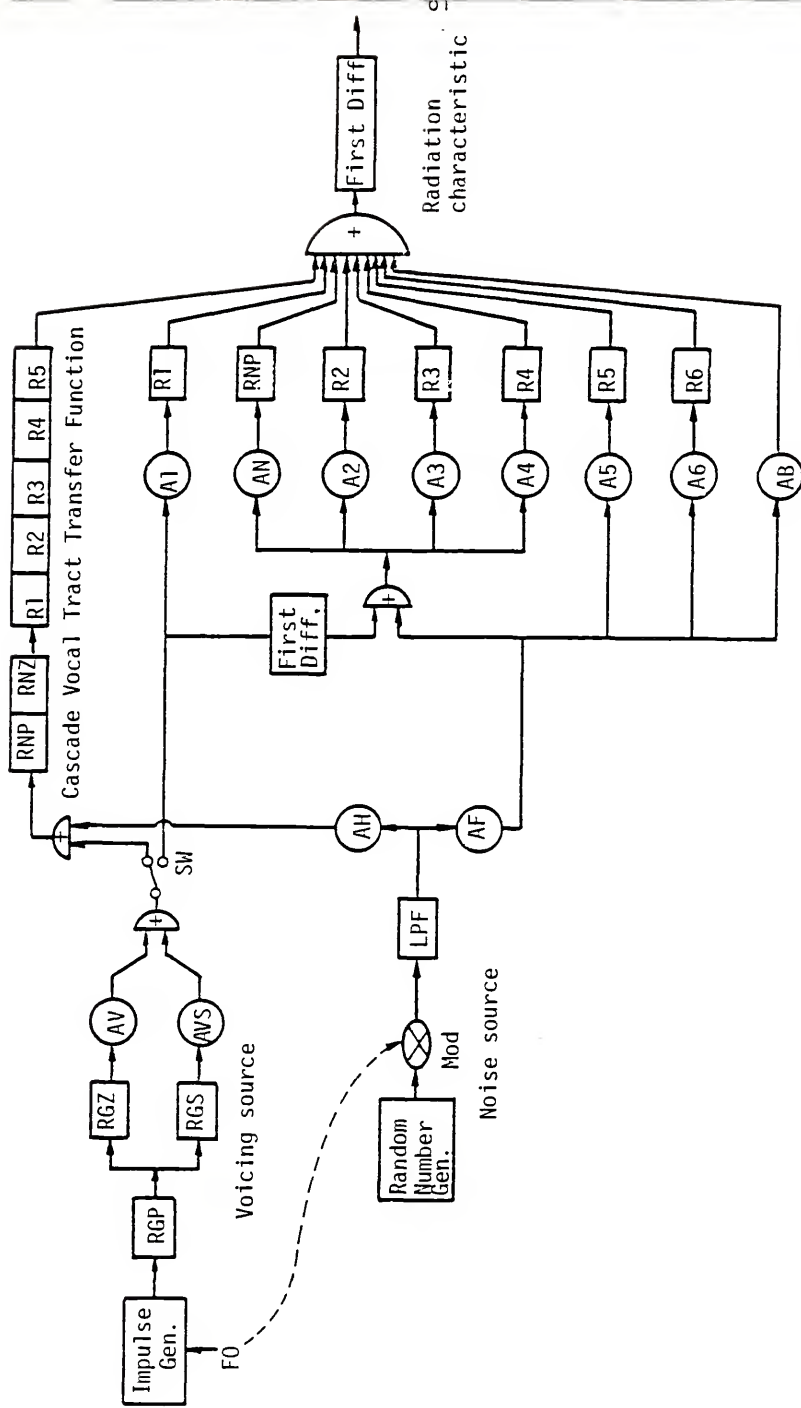 RNP
RNZ
R1
R2
R3
R4
R5
Cascade Vocal Tract Transfer Function
Impulse
Gen.
F0
RGP
RGZ
RGS
AV
AVS
+
SW
+
Voicing source
Random
Number
Gen.
Mod
Noise source
LPF
AH
AF
First
Diff.
+
A1
AN
A2
A3
A4
A5
A6
AB
R1
RNP
R2
R3
R4
R5
R6
+
First Diff
Radiation
characteristic